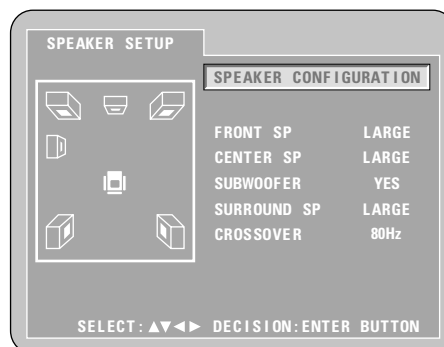 SPEAKER SETUP
SPEAKER CONFIGURATION
FRONT SP LARGE
CENTER SP LARGE
SUBWOOFER YES
SURROUND SP LARGE
CROSSOVER 80Hz
SELECT:▲▼◄► DECISION:ENTER BUTTON